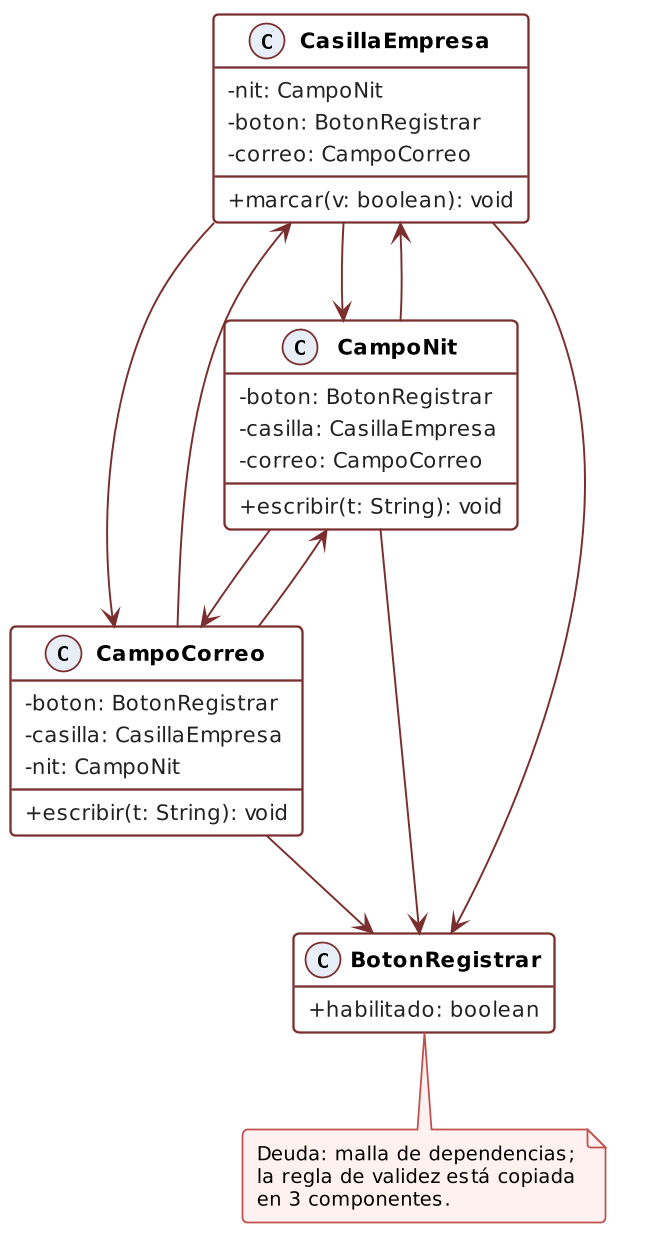 C CasillaEmpresa
-nit: CampoNit
-boton: BotonRegistrar
-correo: CampoCorreo
+marcar(v: boolean): void
C CampoNit
-boton: BotonRegistrar
-casilla: CasillaEmpresa
-correo: CampoCorreo
+escribir(t: String): void
C CampoCorreo
-boton: BotonRegistrar
-casilla: CasillaEmpresa
-nit: CampoNit
+escribir(t: String): void
C BotonRegistrar
+habilitado: boolean
Deuda: malla de dependencias;
la regla de validez está copiada
en 3 componentes.